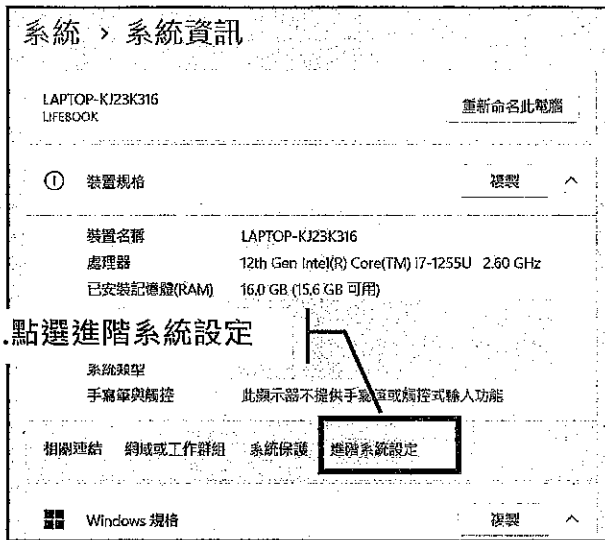 系統 › 系統資訊
LAPTOP-KJ23K316
LIFEBOOK
重新命名此電腦
裝置規格
複製
裝置名稱 LAPTOP-KJ23K316
處理器 12th Gen Intel(R) Core(TM) i7-1255U 2.60 GHz
已安裝記憶體(RAM) 16.0 GB (15.6 GB 可用)
.點選進階系統設定
系統類型
手寫筆與觸控 此顯示器不提供手寫筆或觸控式輸入功能
相關連結 網域或工作群組 系統保護 進階系統設定
Windows 規格 複製